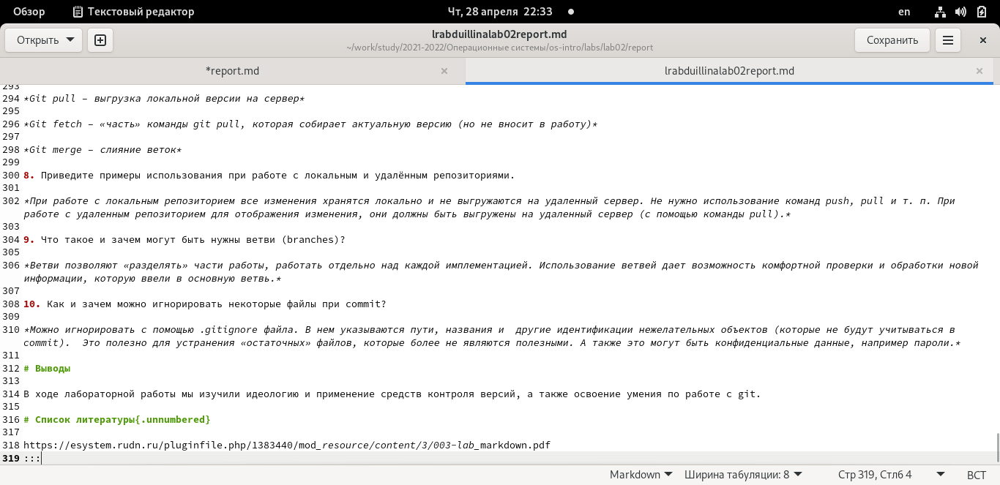 Обзор Текстовый редактор Чт, 28 апреля 22:33 en
Открыть lrabduillinalab02report.md Сохранить
~/work/study/2021-2022/Операционные системы/os-intro/labs/lab02/report
*report.md lrabduillinalab02report.md
293
294 *Git pull – выгрузка локальной версии на сервер*
295
296 *Git fetch – «часть» команды git pull, которая собирает актуальную версию (но не вносит в работу)*
297
298 *Git merge – слияние веток*
299
300 8. Приведите примеры использования при работе с локальным и удалённым репозиториями.
301
302 *При работе с локальным репозиторием все изменения хранятся локально и не выгружаются на удаленный сервер. Не нужно использование команд push, pull и т. п. При
работе с удаленным репозиторием для отображения изменения, они должны быть выгружены на удаленный сервер (с помощью команды pull).*
303
304 9. Что такое и зачем могут быть нужны ветви (branches)?
305
306 *Ветви позволяют «разделять» части работы, работать отдельно над каждой имплементацией. Использование ветвей дает возможность комфортной проверки и обработки новой
информации, которую ввели в основную ветвь.*
307
308 10. Как и зачем можно игнорировать некоторые файлы при commit?
309
310 *Можно игнорировать с помощью .gitignore файла. В нем указываются пути, названия и  другие идентификации нежелательных объектов (которые не будут учитываться в
commit).  Это полезно для устранения «остаточных» файлов, которые более не являются полезными. А также это могут быть конфиденциальные данные, например пароли.*
311
312 # Выводы
313
314 В ходе лабораторной работы мы изучили идеологию и применение средств контроля версий, а также освоение умения по работе с git.
315
316 # Список литературы{.unnumbered}
317
318 https://esystem.rudn.ru/pluginfile.php/1383440/mod_resource/content/3/003-lab_markdown.pdf
319 :::
Markdown Ширина табуляции: 8 Стр 319, Стлб 4 ВСТ